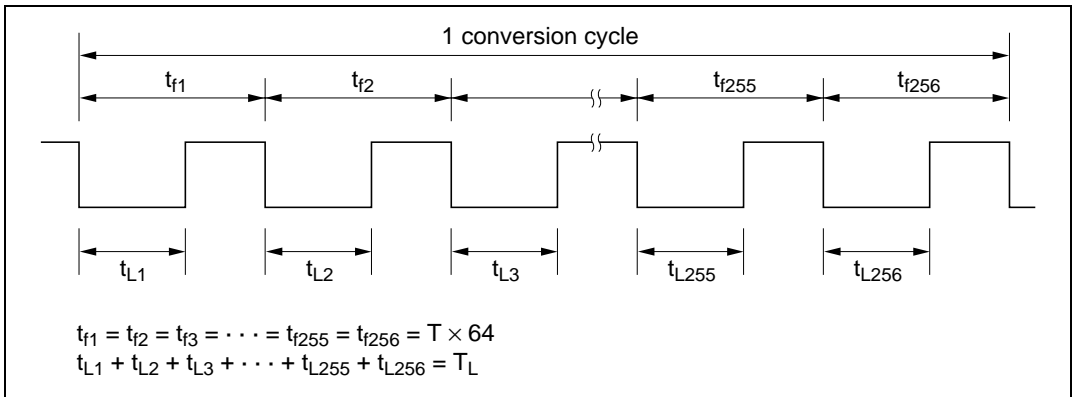 1 conversion cycle
tf1 tf2 tf255 tf256
tL1 tL2 tL3 tL255 tL256
tf1 = tf2 = tf3 = · · · = tf255 = tf256 = T × 64
tL1 + tL2 + tL3 + · · · + tL255 + tL256 = TL